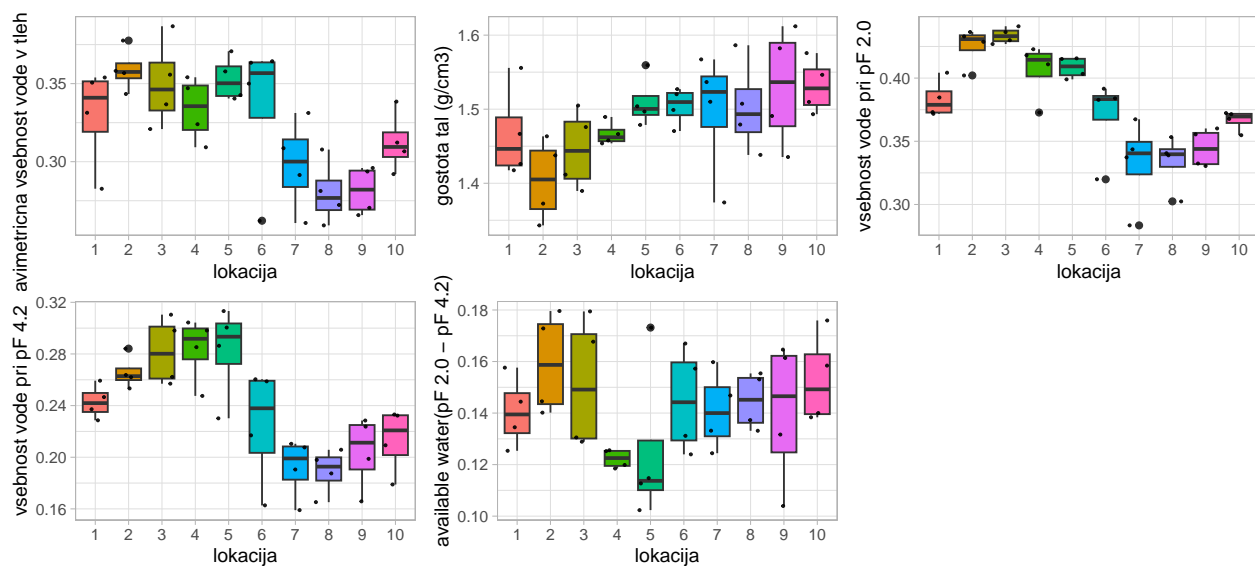 avimetricna vsebnost vode v tleh
0.35
0.30
1 2 3 4 5 6 7 8 9 10
lokacija
gostota tal (g/cm3)
1.6
1.5
1.4
1 2 3 4 5 6 7 8 9 10
lokacija
vsebnost vode pri pF 2.0
0.40
0.35
0.30
1 2 3 4 5 6 7 8 9 10
lokacija
vsebnost vode pri pF 4.2
0.32
0.28
0.24
0.20
0.16
1 2 3 4 5 6 7 8 9 10
lokacija
available water(pF 2.0 − pF 4.2)
0.18
0.16
0.14
0.12
0.10
1 2 3 4 5 6 7 8 9 10
lokacija